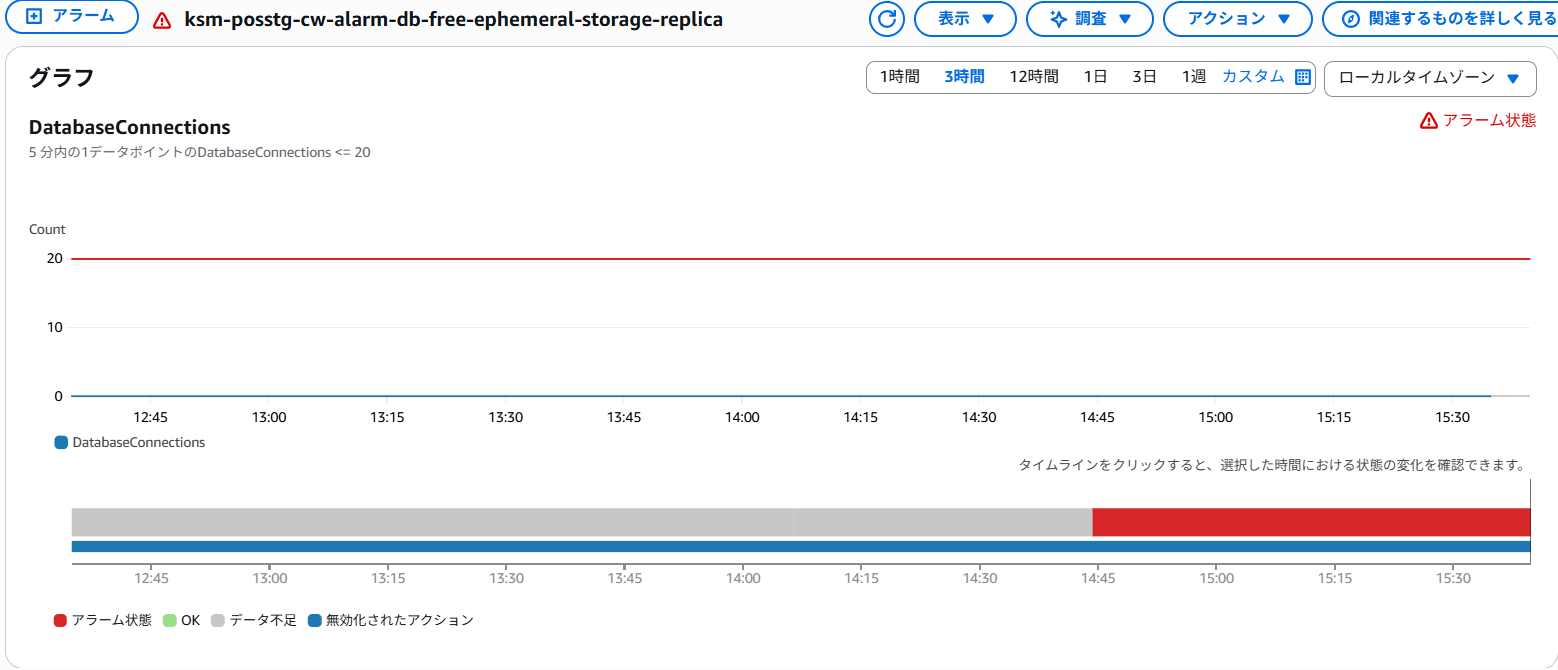 アラーム
ksm-posstg-cw-alarm-db-free-ephemeral-storage-replica
表示
調査
アクション
関連するものを詳しく見る
グラフ
1時間 3時間 12時間 1日 3日 1週 カスタム
ローカルタイムゾーン
DatabaseConnections
アラーム状態
5 分内の1データポイントのDatabaseConnections <= 20
Count
20
10
0
12:45 13:00 13:15 13:30 13:45 14:00 14:15 14:30 14:45 15:00 15:15 15:30
DatabaseConnections
タイムラインをクリックすると、選択した時間における状態の変化を確認できます。
12:45 13:00 13:15 13:30 13:45 14:00 14:15 14:30 14:45 15:00 15:15 15:30
アラーム状態 OK データ不足 無効化されたアクション